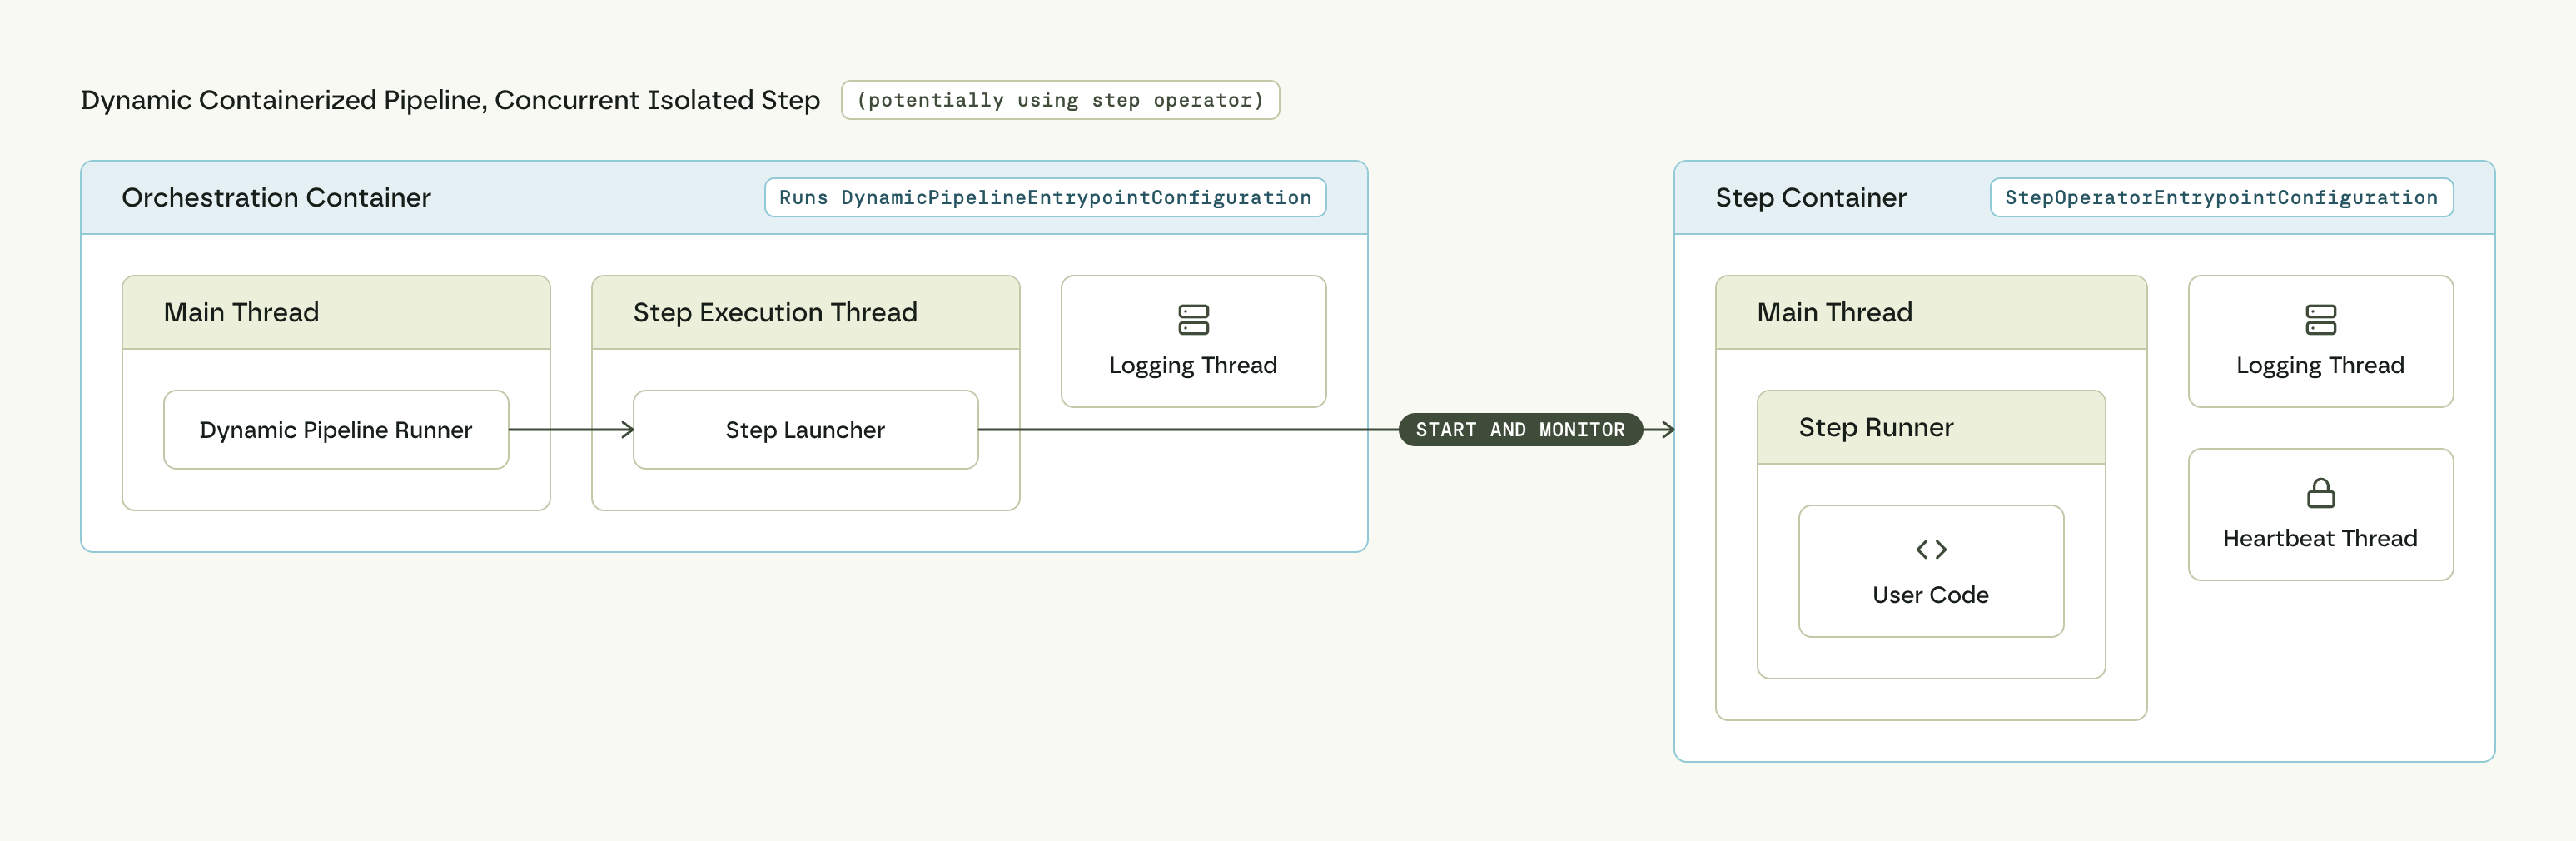 Dynamic Containerized Pipeline, Concurrent Isolated Step
(potentially using step operator)
Orchestration Container
Runs DynamicPipelineEntrypointConfiguration
Main Thread
Dynamic Pipeline Runner
Step Execution Thread
Step Launcher
Logging Thread
START AND MONITOR
Step Container
StepOperatorEntrypointConfiguration
Main Thread
Step Runner
User Code
Logging Thread
Heartbeat Thread